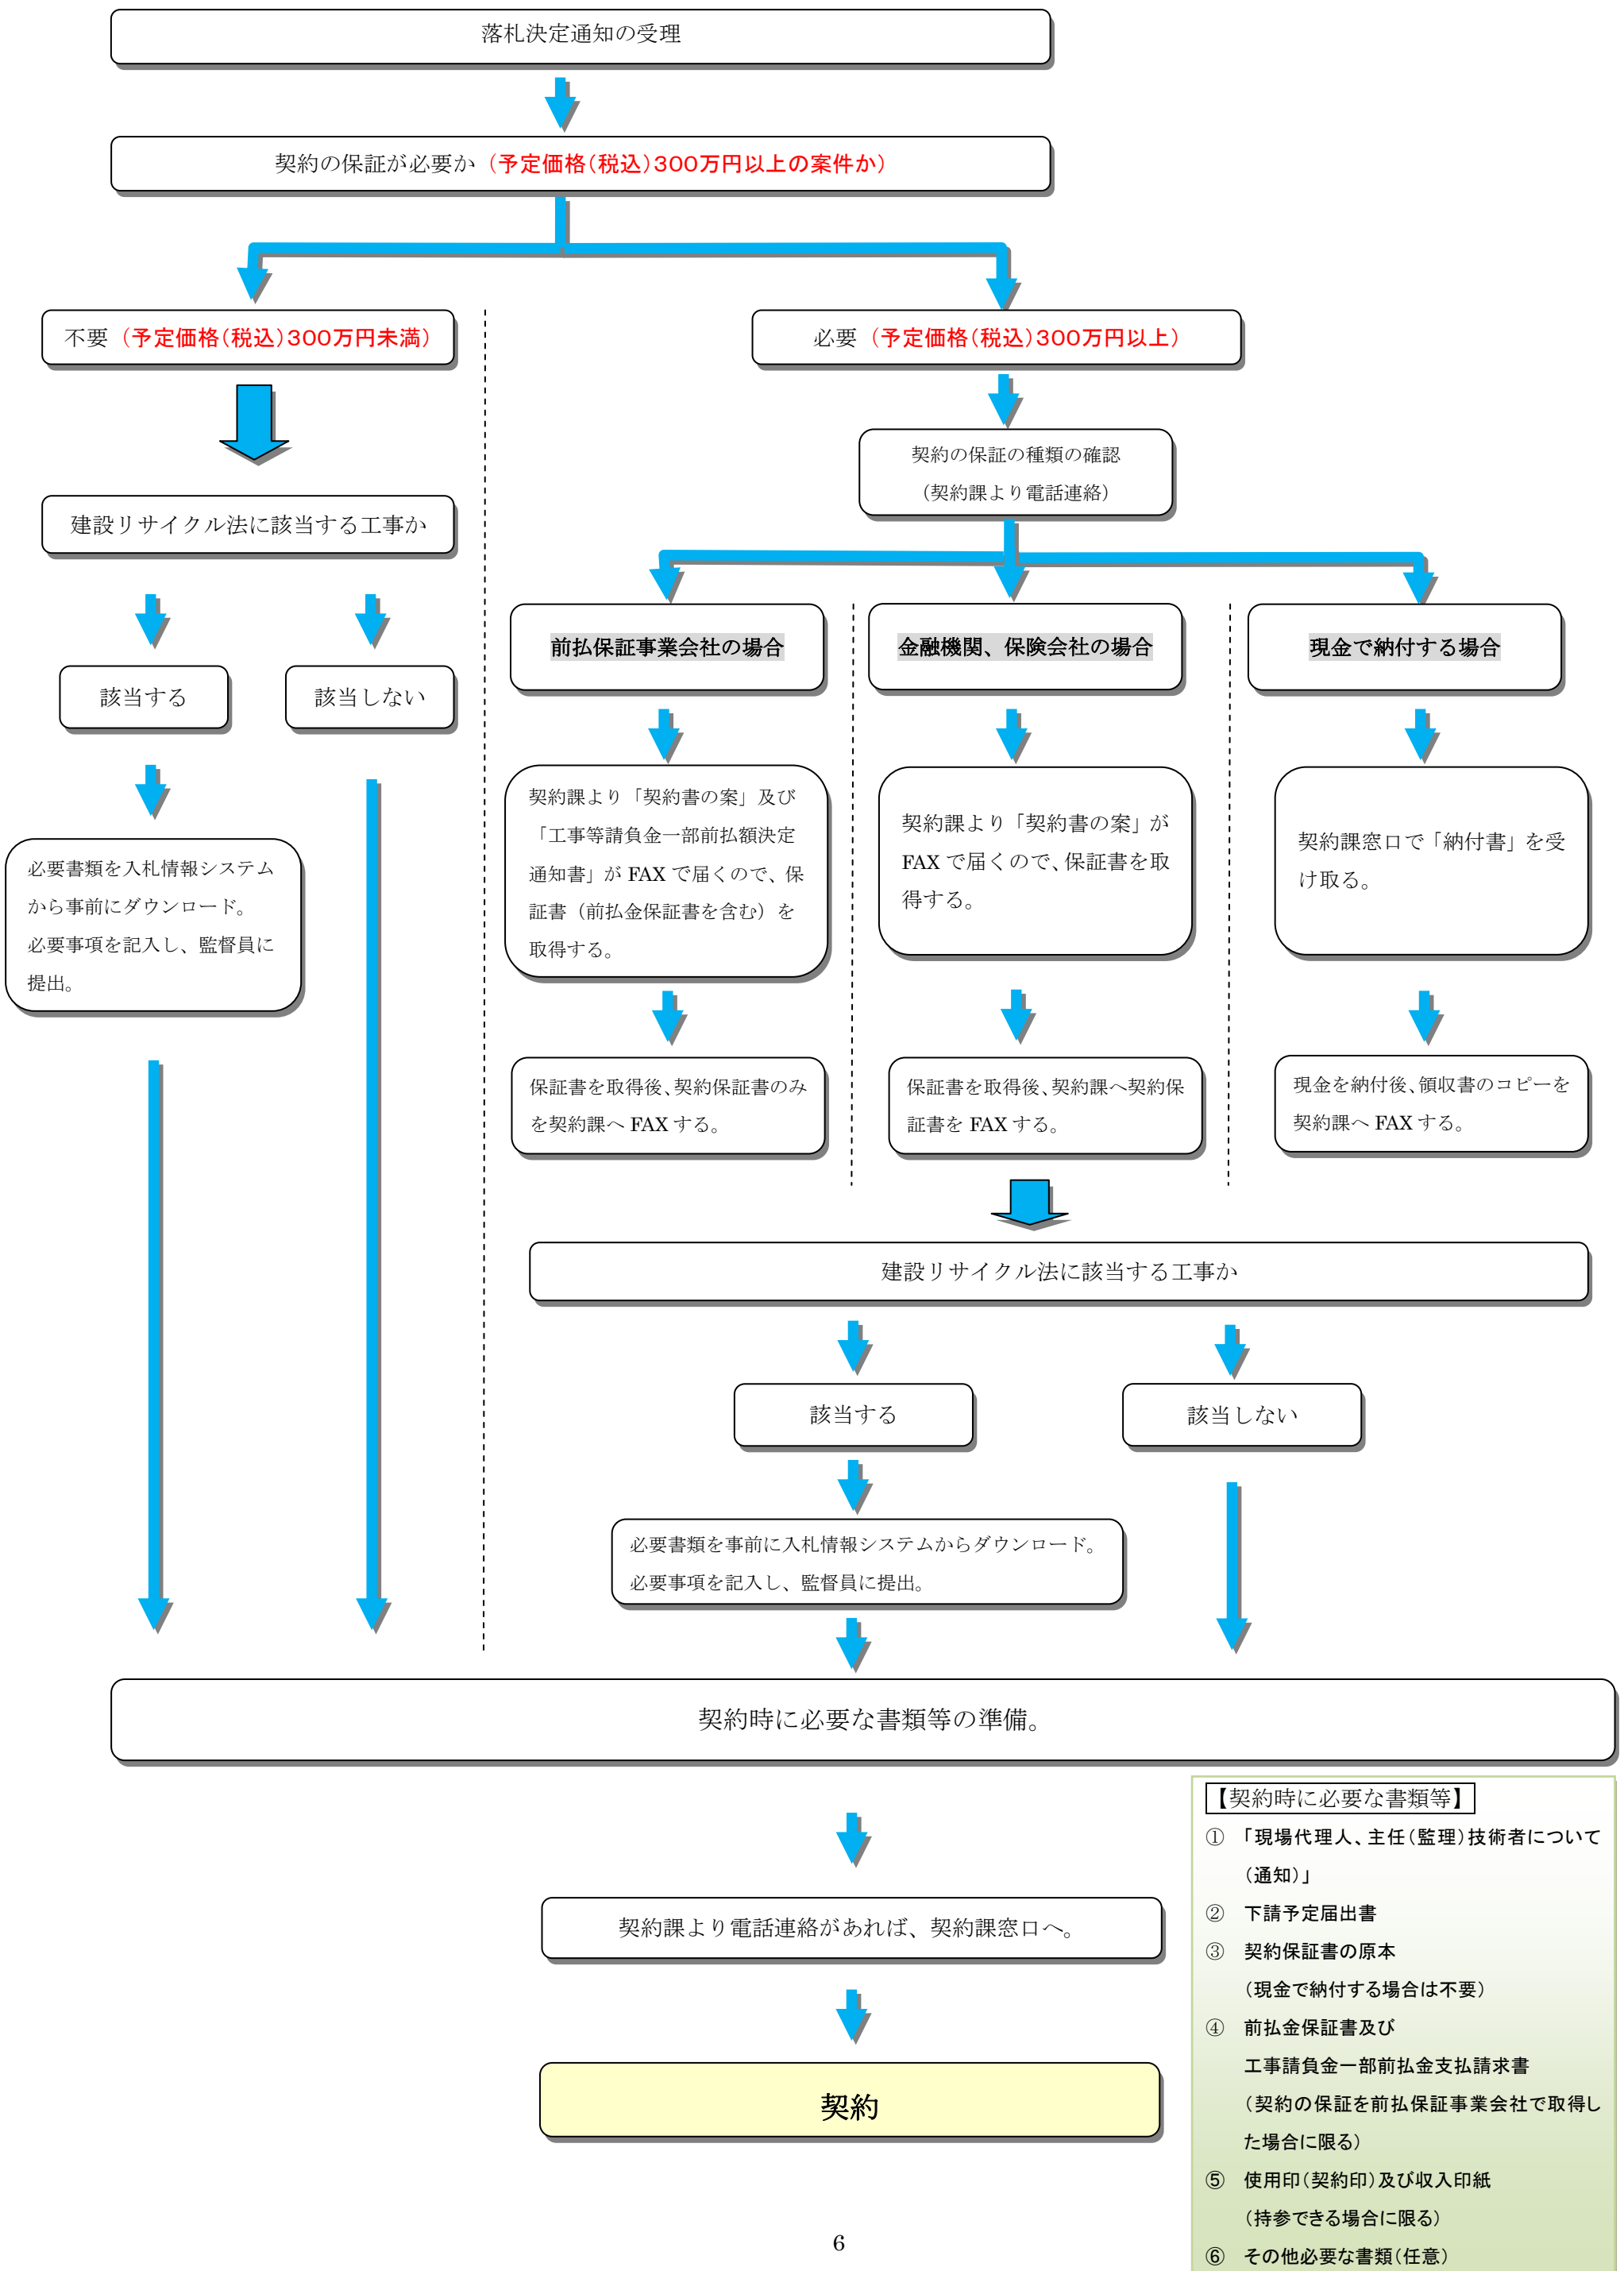 落札決定通知の受理
契約の保証が必要か（予定価格（税込）３００万円以上の案件か）
不要（予定価格（税込）３００万円未満）
必要（予定価格（税込）３００万円以上）
契約の保証の種類の確認
（契約課より電話連絡）
建設リサイクル法に該当する工事か
該当する
該当しない
必要書類を入札情報システム
から事前にダウンロード。
必要事項を記入し、監督員に
提出。
前払保証事業会社の場合
契約課より「契約書の案」及び
「工事等請負金一部前払額決定
通知書」が FAX で届くので、保
証書（前払金保証書を含む）を
取得する。
保証書を取得後、契約保証書のみ
を契約課へ FAX する。
金融機関、保険会社の場合
契約課より「契約書の案」が
FAX で届くので、保証書を取
得する。
保証書を取得後、契約課へ契約保
証書を FAX する。
現金で納付する場合
契約課窓口で「納付書」を受
け取る。
現金を納付後、領収書のコピーを
契約課へ FAX する。
建設リサイクル法に該当する工事か
該当する
該当しない
必要書類を事前に入札情報システムからダウンロード。
必要事項を記入し、監督員に提出。
契約時に必要な書類等の準備。
契約課より電話連絡があれば、契約課窓口へ。
契約
【契約時に必要な書類等】
① 「現場代理人、主任（監理）技術者について
（通知）」
② 下請予定届出書
③ 契約保証書の原本
（現金で納付する場合は不要）
④ 前払金保証書及び
工事請負金一部前払金支払請求書
（契約の保証を前払保証事業会社で取得し
た場合に限る）
⑤ 使用印（契約印）及び収入印紙
（持参できる場合に限る）
⑥ その他必要な書類（任意）
6